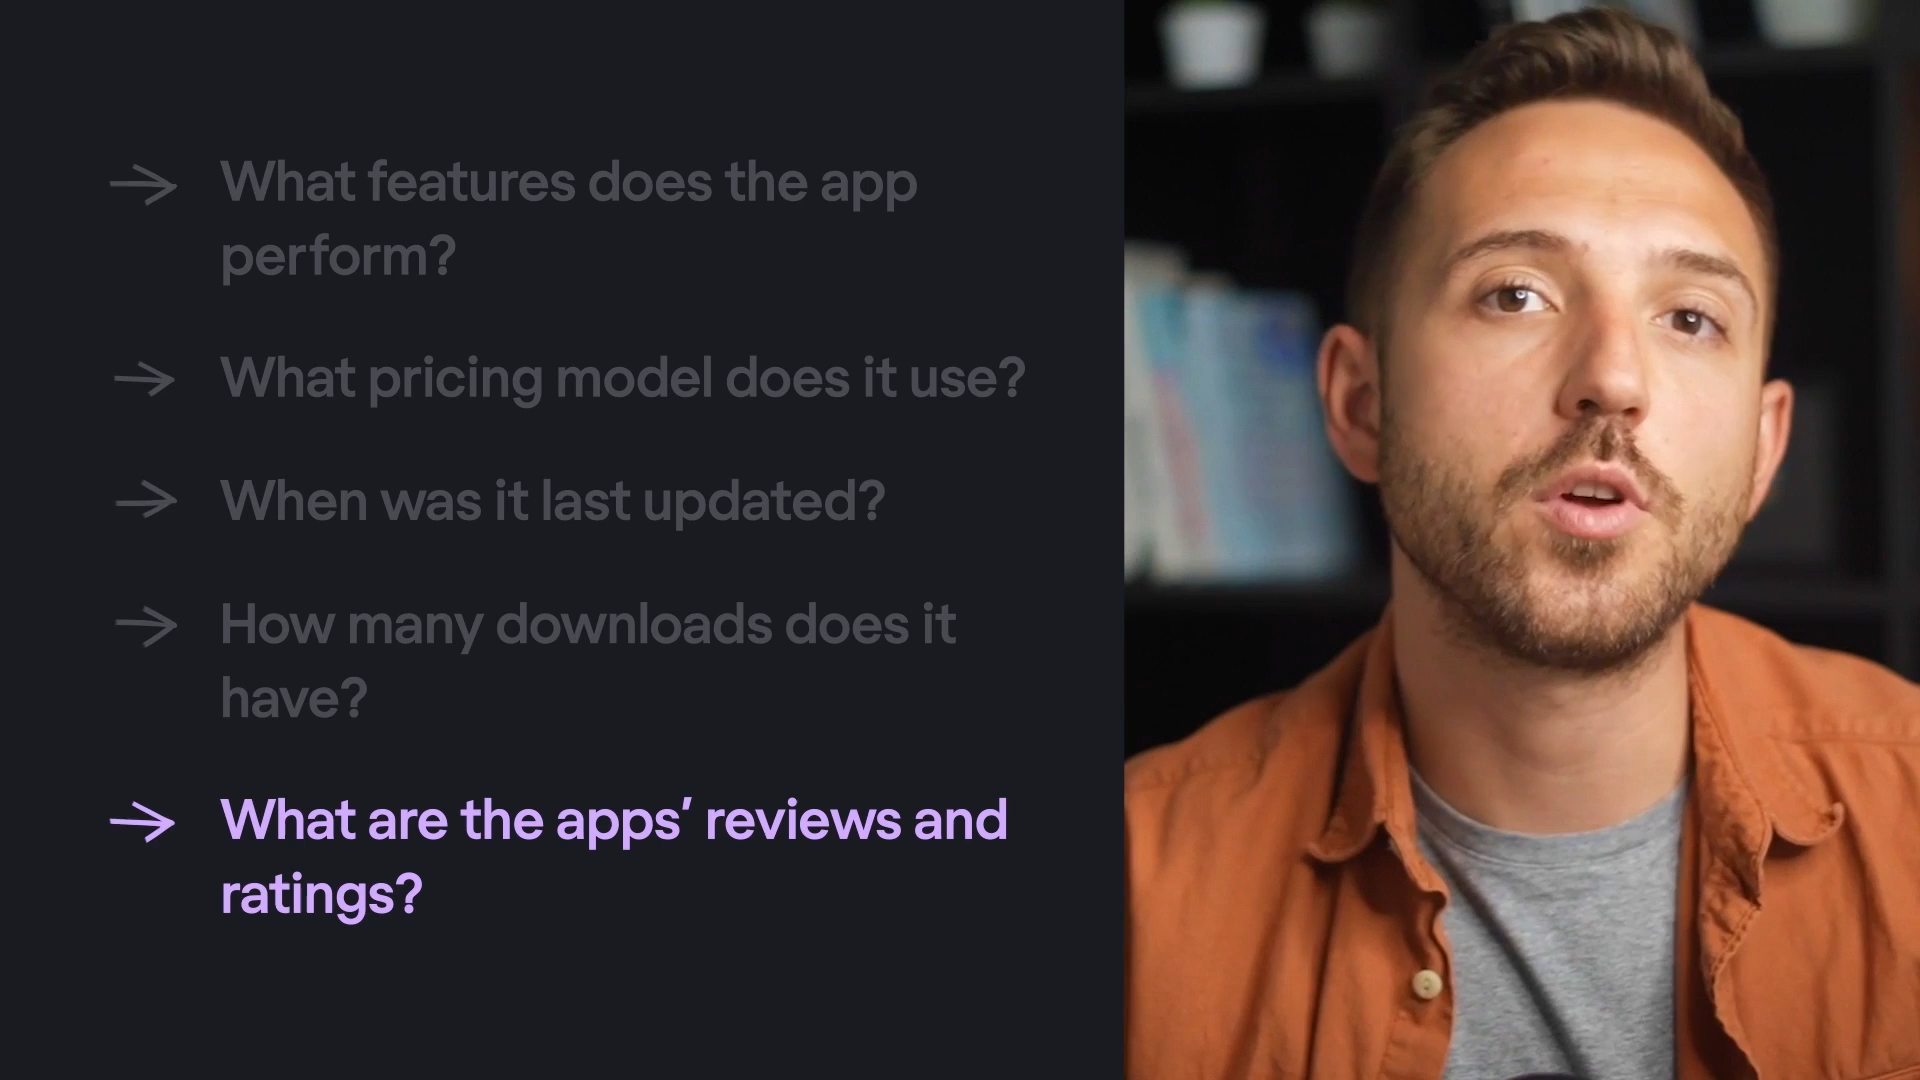 What features does the app
perform?
What pricing model does it use?
When was it last updated?
How many downloads does it
have?
What are the apps’ reviews and
ratings?